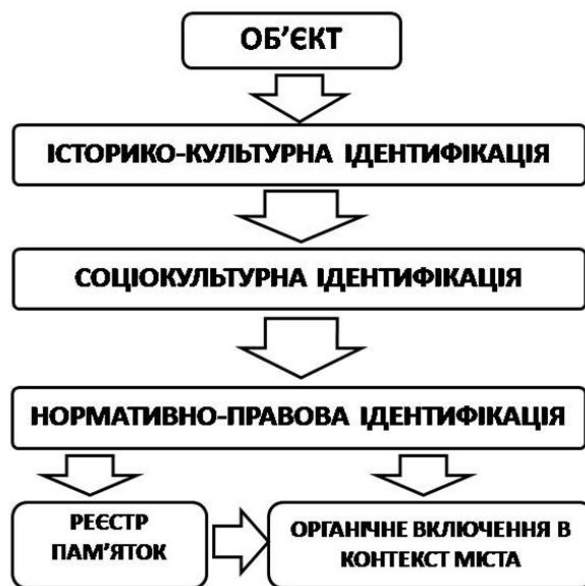 ОБ’ЄКТ
ІСТОРИКО-КУЛЬТУРНА ІДЕНТИФІКАЦІЯ
СОЦІОКУЛЬТУРНА ІДЕНТИФІКАЦІЯ
НОРМАТИВНО-ПРАВОВА ІДЕНТИФІКАЦІЯ
РЕЄСТР
ПАМ’ЯТОК
ОРГАНІЧНЕ ВКЛЮЧЕННЯ В
КОНТЕКСТ МІСТА